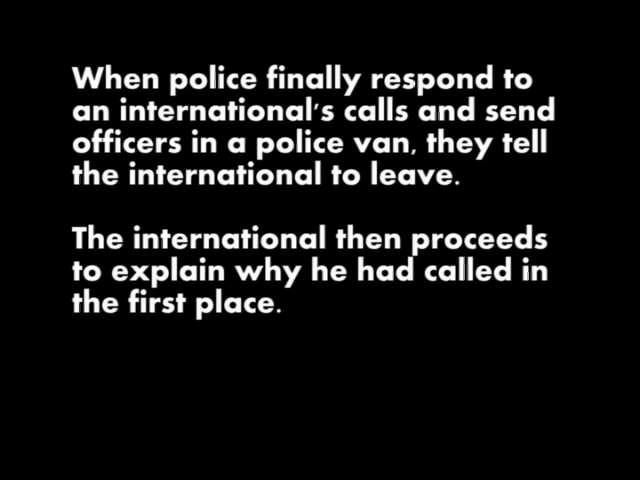 When police finally respond to
an international's calls and send
officers in a police van, they tell
the international to leave.
The international then proceeds
to explain why he had called in
the first place.